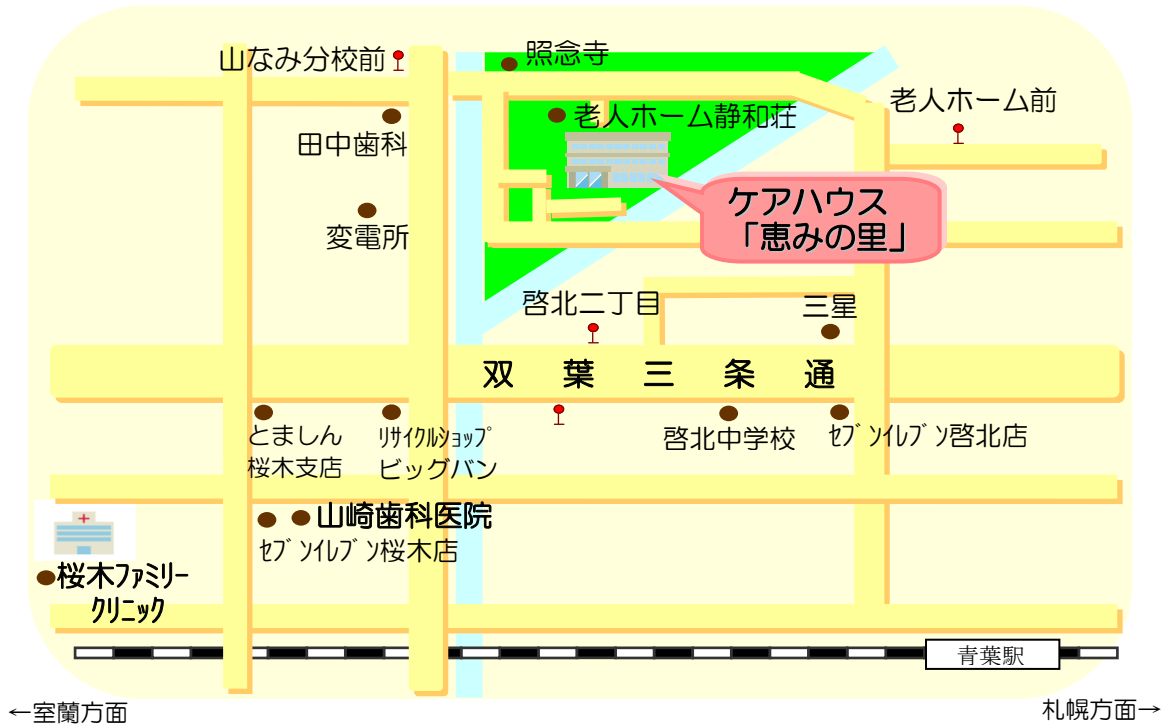 山なみ分校前
照念寺
老人ホーム前
老人ホーム静和荘
田中歯科
ケアハウス
「恵みの里」
変電所
啓北二丁目
三星
双葉三条通
とましん
桜木支店
ﾘｻｲｸﾙｼｮｯﾌﾟ
ビッグバン
啓北中学校
ｾﾌﾞﾝｲﾚﾌﾞﾝ啓北店
山崎歯科医院
ｾﾌﾞﾝｲﾚﾌﾞﾝ桜木店
桜木ﾌｧﾐﾘｰ
ｸﾘﾆｯｸ
青葉駅
←室蘭方面
札幌方面→